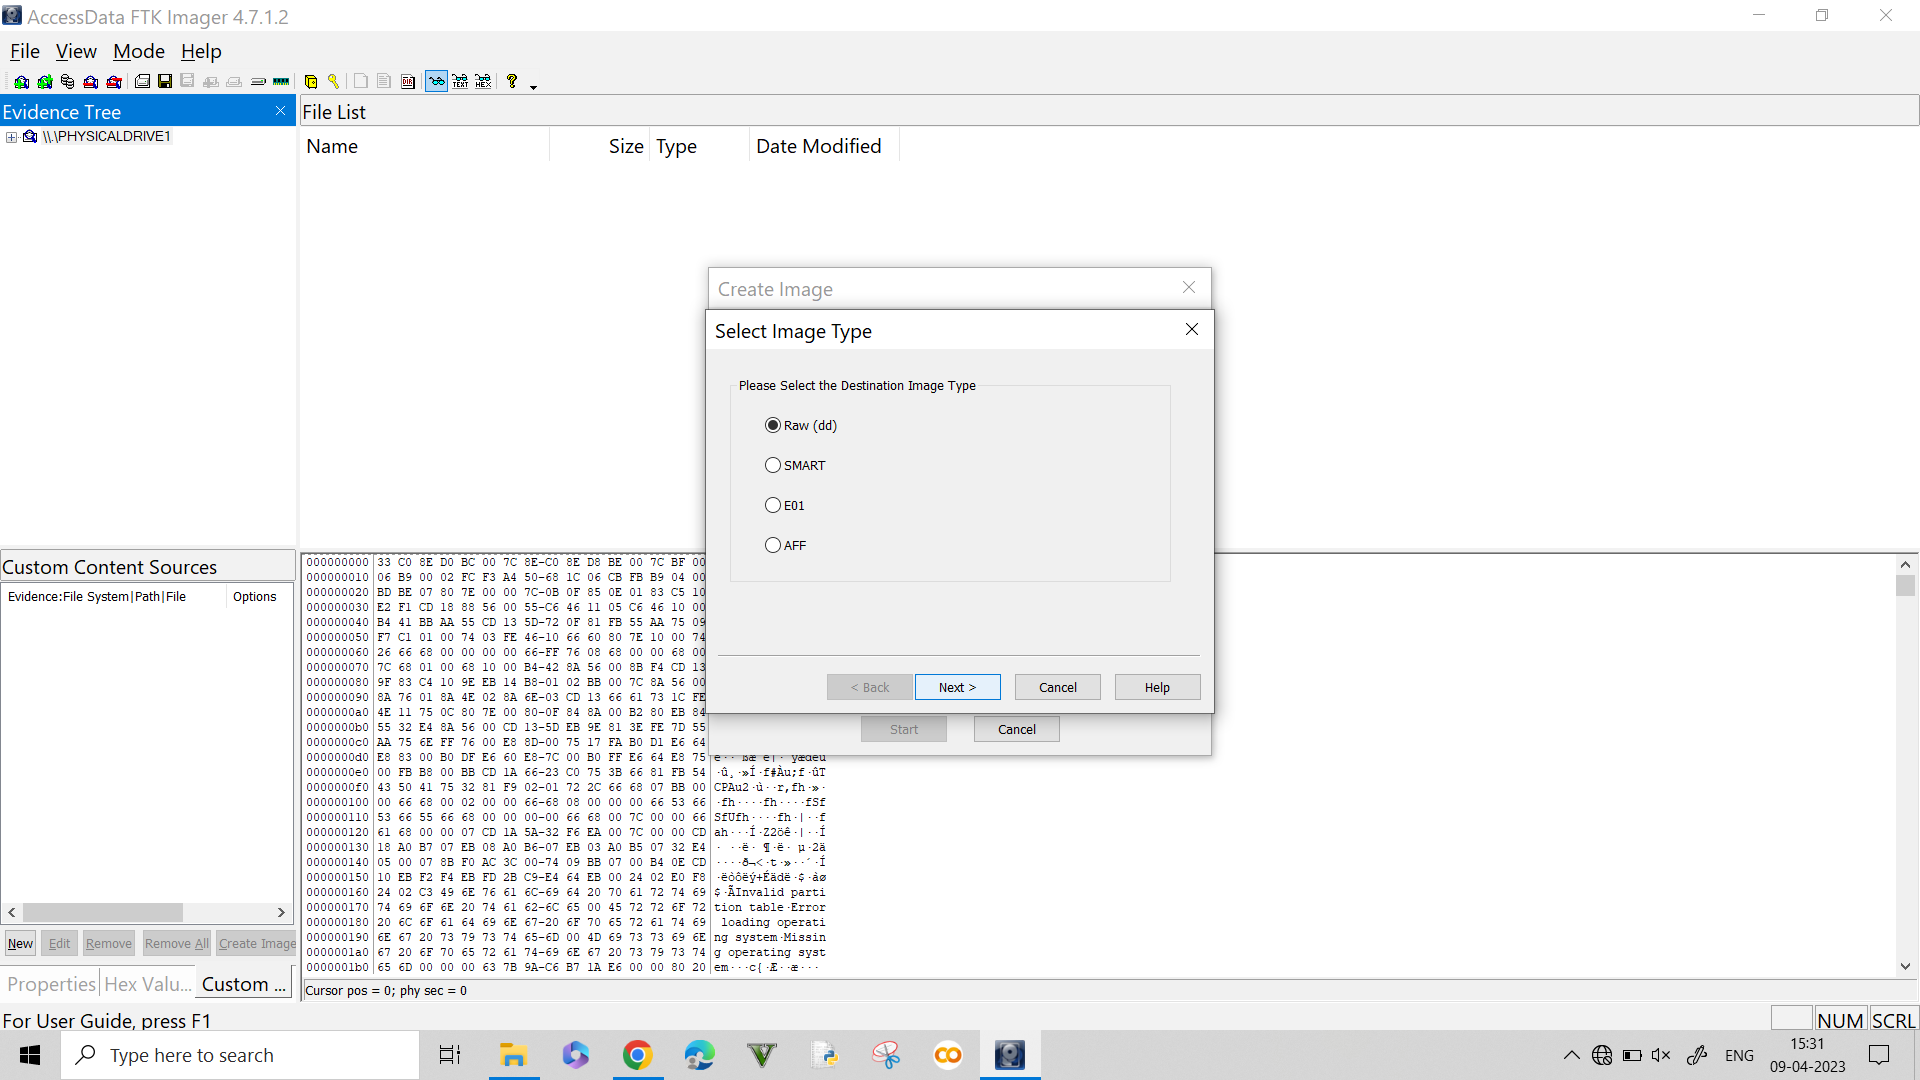 AccessData FTK Imager 4.7.1.2
File View Mode Help
Evidence Tree
\\.\PHYSICALDRIVE1
File List
Name Size Type Date Modified
Create Image
Select Image Type
Please Select the Destination Image Type
Raw (dd)
SMART
E01
AFF
< Back Next > Cancel Help
Start Cancel
Custom Content Sources
Evidence:File System|Path|File Options
New Edit Remove Remove All Create Image
Properties Hex Valu... Custom ...
000000000 33 C0 8E D0 BC 00 7C 8E-C0 8E D8 BE 00 7C BF 00
000000010 06 B9 00 02 FC F3 A4 50-68 1C 06 CB FB B9 04 00
000000020 BD BE 07 80 7E 00 00 7C-0B 0F 85 0E 01 83 C5 10
000000030 E2 F1 CD 18 88 56 00 55-C6 46 11 05 C6 46 10 00
000000040 B4 41 BB AA 55 CD 13 5D-72 0F 81 FB 55 AA 75 09
000000050 F7 C1 01 00 74 03 FE 46-10 66 60 80 7E 10 00 74
000000060 26 66 68 00 00 00 00 66-FF 76 08 68 00 00 68 00
000000070 7C 68 01 00 68 10 00 B4-42 8A 56 00 8B F4 CD 13
000000080 9F 83 C4 10 9E EB 14 B8-01 02 BB 00 7C 8A 56 00
000000090 8A 76 01 8A 4E 02 8A 6E-03 CD 13 66 61 73 1C FE
0000000a0 4E 11 75 0C 80 7E 00 80-0F 84 8A 00 B2 80 EB 84
0000000b0 55 32 E4 8A 56 00 CD 13-5D EB 9E 81 3E FE 7D 55
0000000c0 AA 75 6E FF 76 00 E8 8D-00 75 17 FA B0 D1 E6 64
0000000d0 E8 83 00 B0 DF E6 60 E8-7C 00 B0 FF E6 64 E8 75
0000000e0 00 FB B8 00 BB CD 1A 66-23 C0 75 3B 66 81 FB 54 ·û¸·»Í·f#Àu;f·ûT
0000000f0 43 50 41 75 32 81 F9 02-01 72 2C 66 68 07 BB 00 CPAu2·ù··r,fh·»·
000000100 00 66 68 00 02 00 00 66-68 08 00 00 00 66 53 66 ·fh····fh····fSf
000000110 53 66 55 66 68 00 00 00-00 66 68 00 7C 00 00 66 SfUfh····fh·|··f
000000120 61 68 00 00 07 CD 1A 5A-32 F6 EA 00 7C 00 00 CD ah···Í·Z2öê·|··Í
000000130 18 A0 B7 07 EB 08 A0 B6-07 EB 03 A0 B5 07 32 E4 · ·ë· ¶·ë· µ·2ä
000000140 05 00 07 8B F0 AC 3C 00-74 09 BB 07 00 B4 0E CD ····ð¬<·t·»··´·Í
000000150 10 EB F2 F4 EB FD 2B C9-E4 64 EB 00 24 02 E0 F8 ·ëòôëý+Éädë·$·àø
000000160 24 02 C3 49 6E 76 61 6C-69 64 20 70 61 72 74 69 $·ÃInvalid parti
000000170 74 69 6F 6E 20 74 61 62-6C 65 00 45 72 72 6F 72 tion table·Error
000000180 20 6C 6F 61 64 69 6E 67-20 6F 70 65 72 61 74 69 loading operati
000000190 6E 67 20 73 79 73 74 65-6D 00 4D 69 73 73 69 6E ng system·Missin
0000001a0 67 20 6F 70 65 72 61 74-69 6E 67 20 73 79 73 74 g operating syst
0000001b0 65 6D 00 00 00 63 7B 9A-C6 B7 1A E6 00 00 80 20 em···c{·Æ··æ···
Cursor pos = 0; phy sec = 0
For User Guide, press F1
NUM SCRL
Type here to search
ENG
15:31
09-04-2023